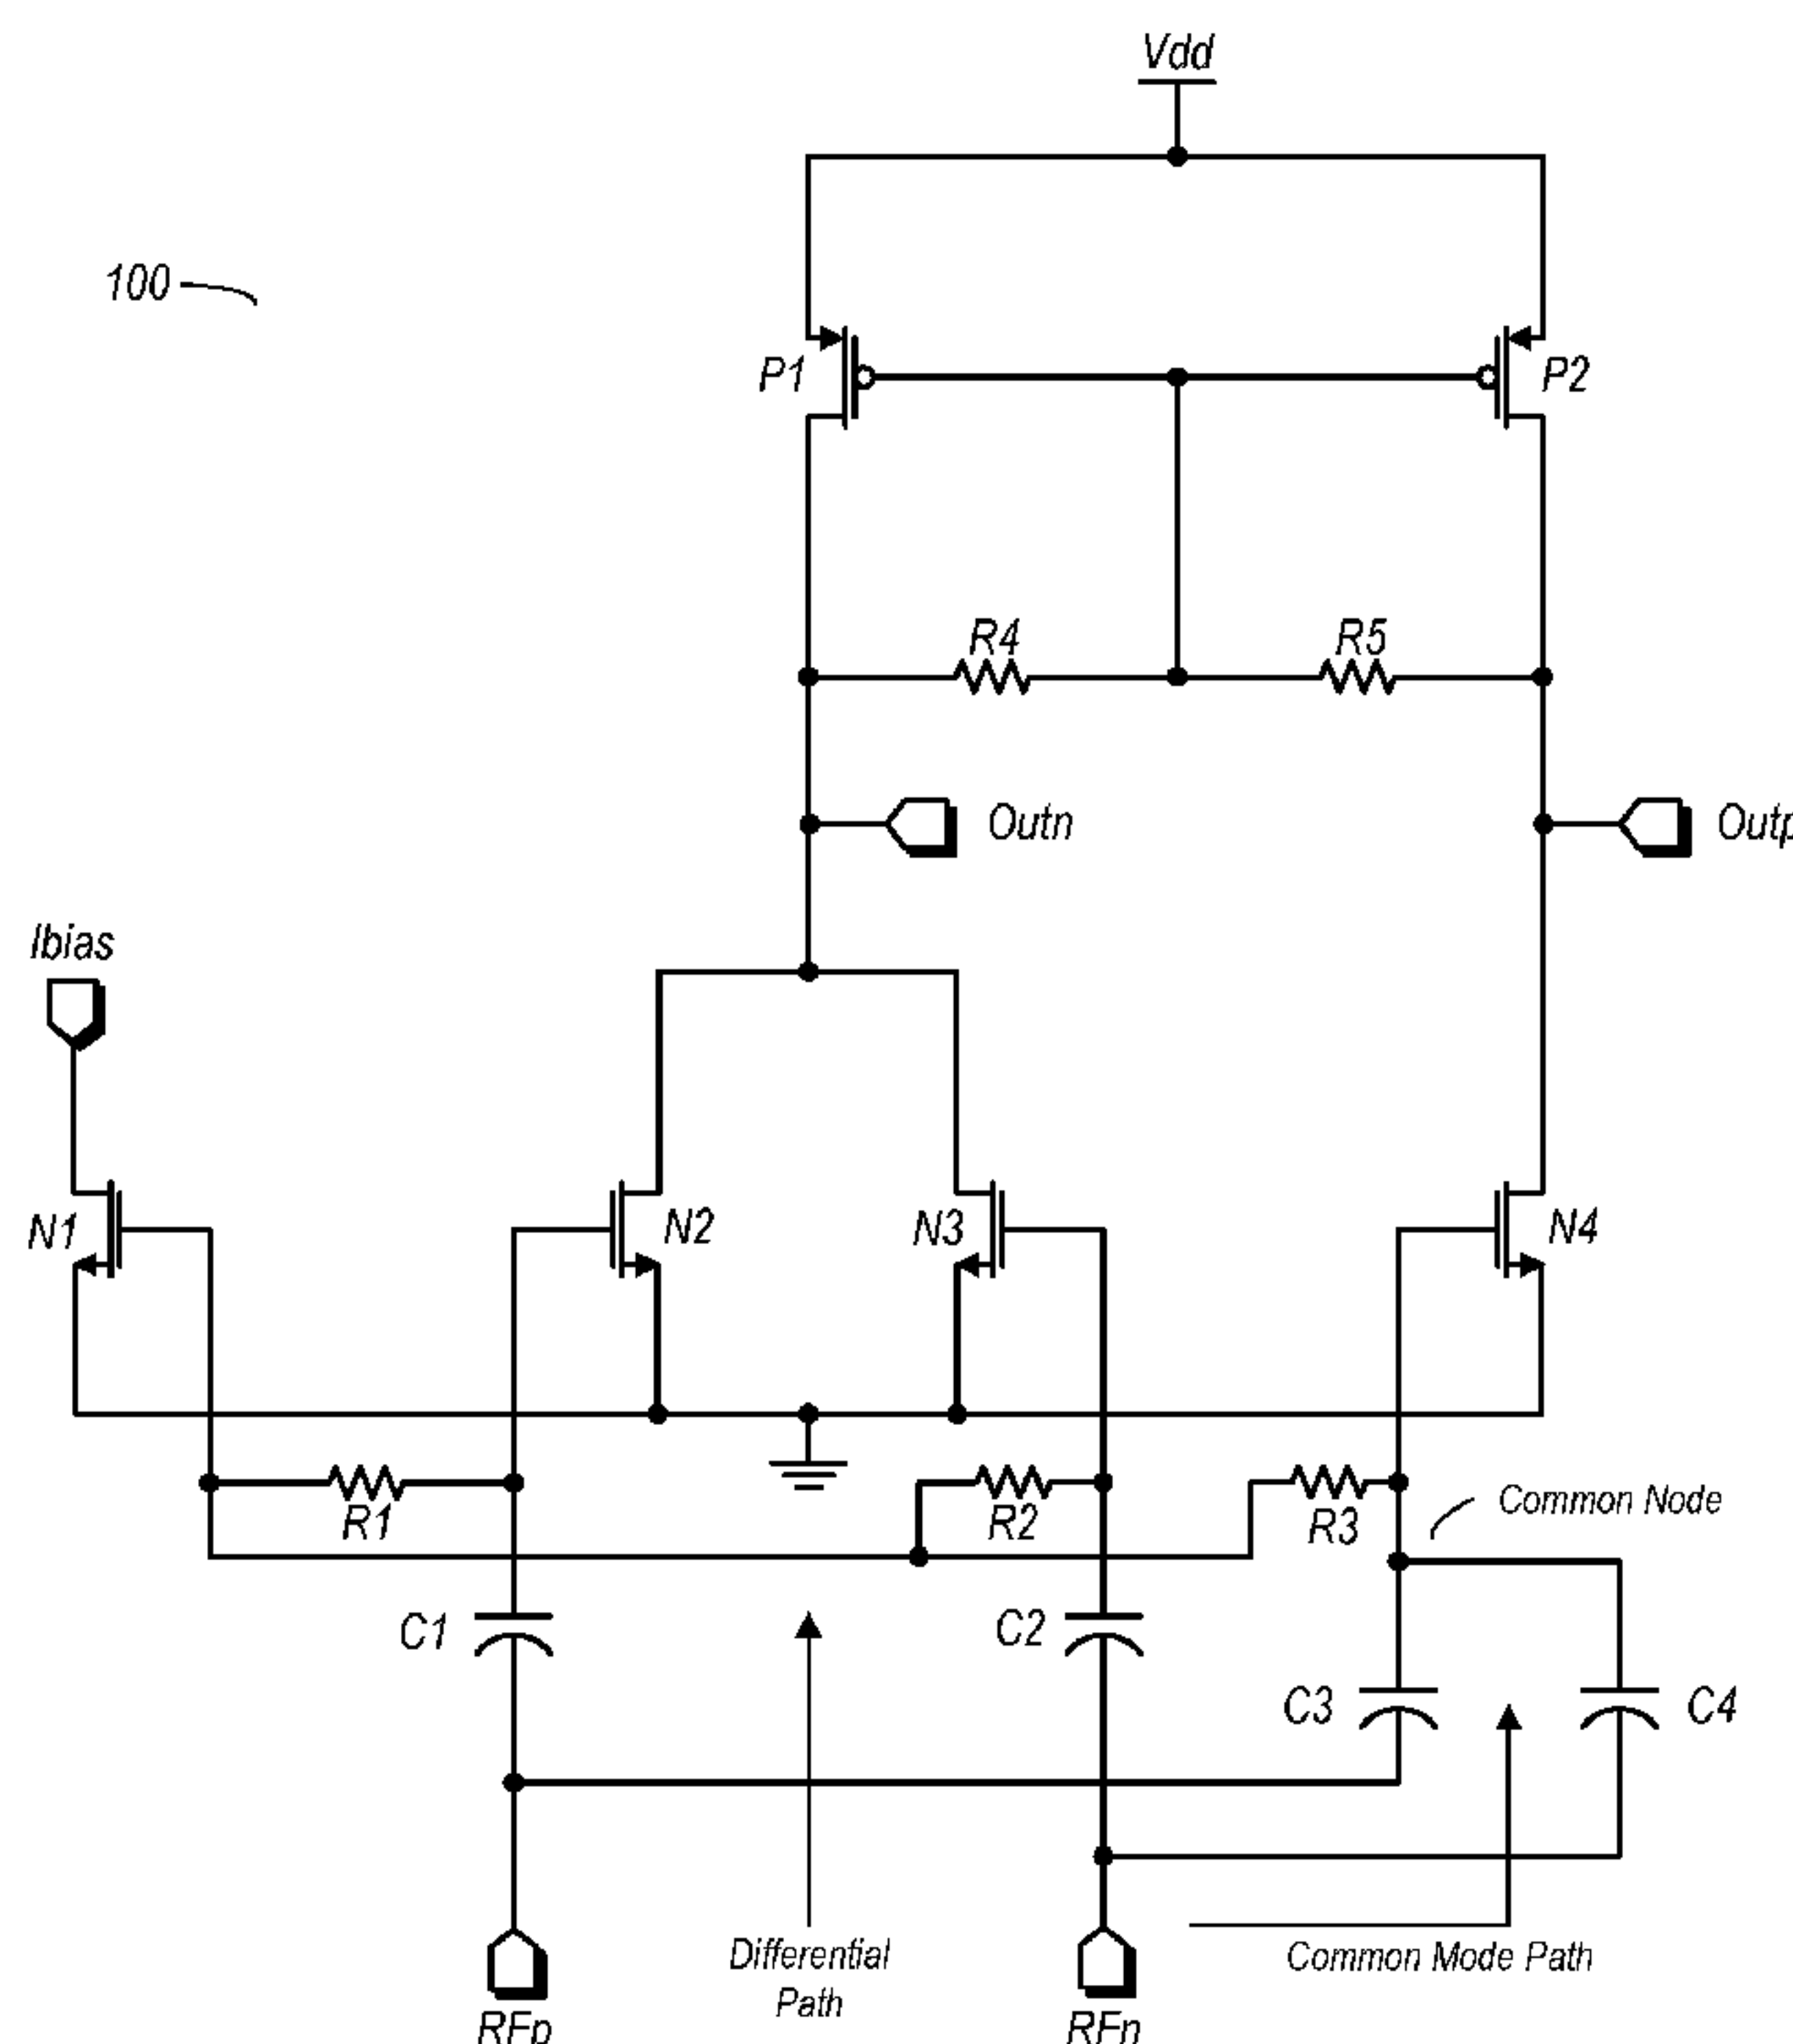 Vdd
100
P1
P2
R4
R5
Outn
Outp
Ibias
N1
N2
N3
N4
R1
R2
R3
Common Node
C1
C2
C3
C4
Differential
Path
Common Mode Path
RFp
RFn